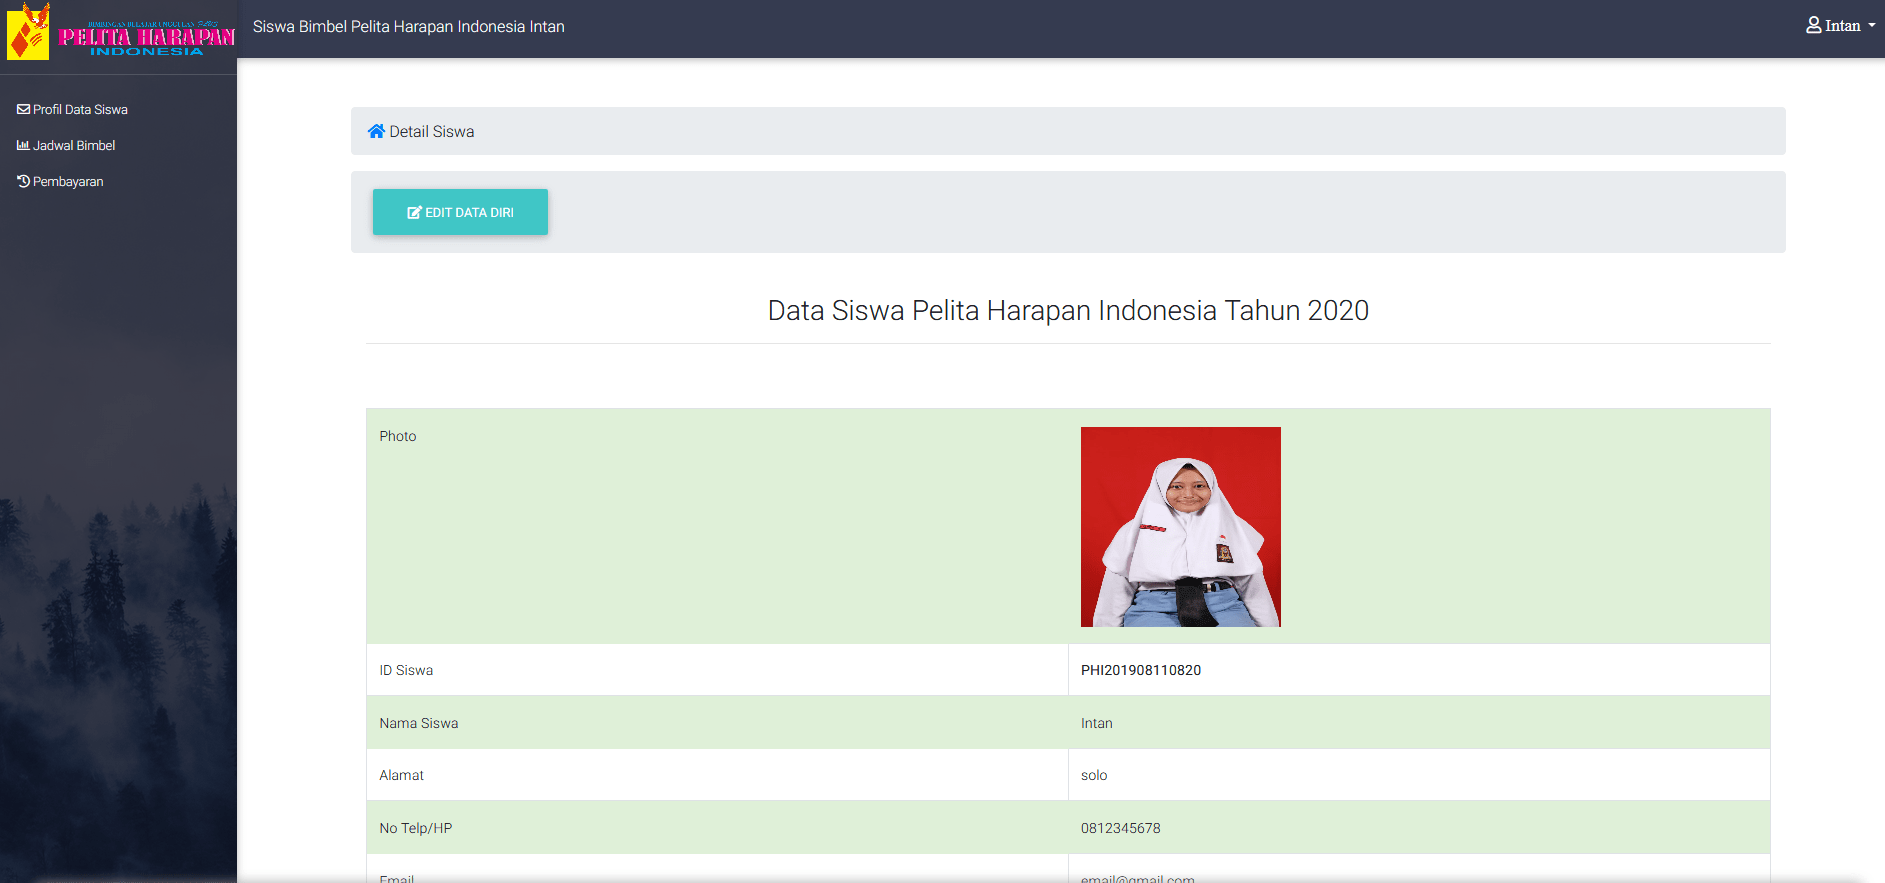 BIMBINGAN BELAJAR UNGGULAN PLUS
PELITA HARAPAN
INDONESIA
Siswa Bimbel Pelita Harapan Indonesia Intan
Intan
Profil Data Siswa
Jadwal Bimbel
Pembayaran
Detail Siswa
EDIT DATA DIRI
Data Siswa Pelita Harapan Indonesia Tahun 2020
Photo
ID Siswa PHI201908110820
Nama Siswa Intan
Alamat solo
No Telp/HP 0812345678
Email email@gmail.com